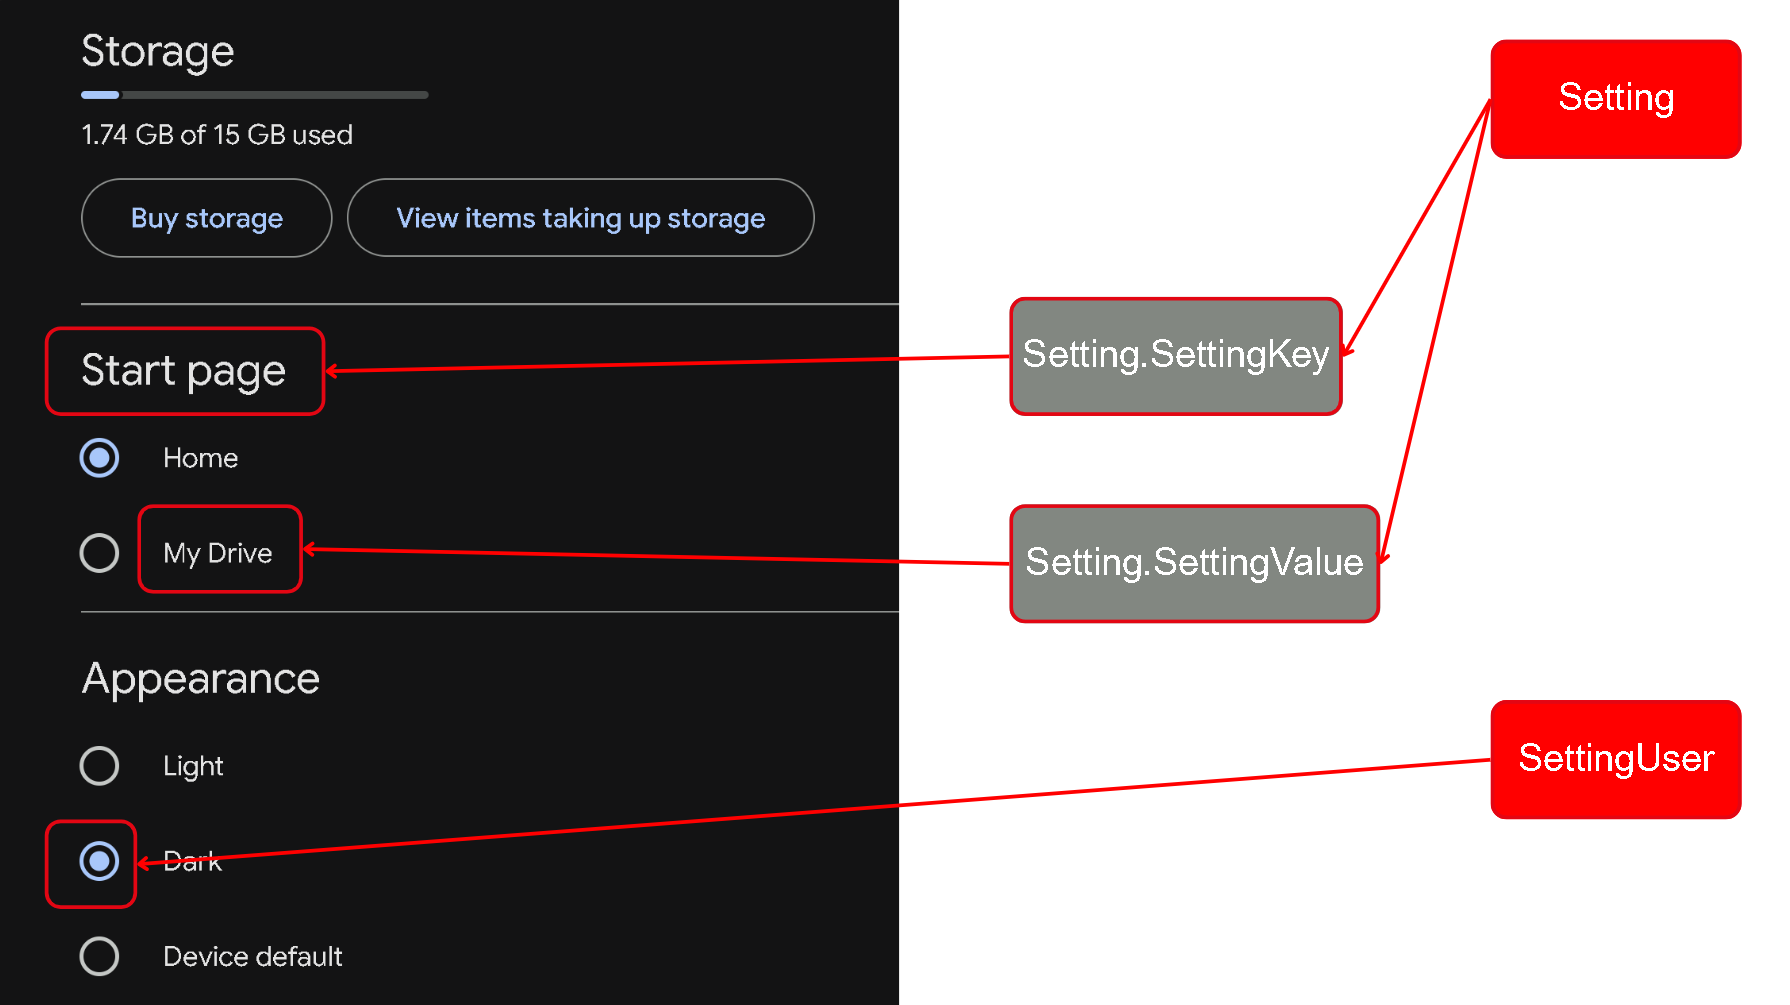 Storage
1.74 GB of 15 GB used
Buy storage
View items taking up storage
Start page
Home
My Drive
Appearance
Light
Dark
Device default
Setting
Setting.SettingKey
Setting.SettingValue
SettingUser